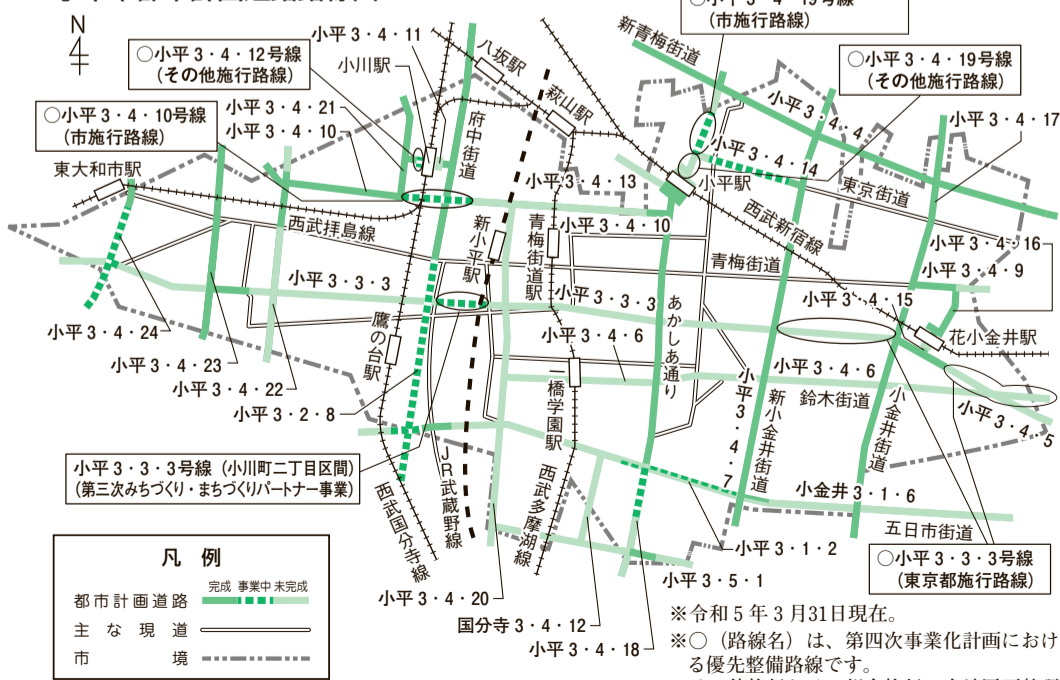 N
○小平3・4・12号線
(その他施行路線)
小平3・4・11
小川駅
八坂駅
萩山駅
(市施行路線)
新青梅街道
○小平3・4・19号線
(その他施行路線)
○小平3・4・10号線
(市施行路線)
小平3・4・21
小平3・4・10
府中街道
小平3・4・4
小平3・4・17
東大和市駅
小平3・4・14
小平3・4・13
小平駅
東京街道
西武拝島線
新小平駅
青梅街道駅
小平3・4・10
西武新宿線
青梅街道
小平3・4・16
小平3・4・9
小平3・3・3
小平3・3・3
あかしあ通り
小平3・4・15
花小金井駅
小平3・4・24
小平3・4・23
小平3・4・22
小平3・2・8
鷹の台駅
小平3・4・6
一橋学園駅
小平3・4・7
新小金井街道
小平3・4・6
鈴木街道
小金井街道
小平3・4・5
小平3・3・3号線(小川町二丁目区間)
(第三次みちづくり・まちづくりパートナー事業)
西武国分寺線
JR武蔵野線
西武多摩湖線
小金井3・1・6
五日市街道
小平3・1・2
○小平3・3・3号線
(東京都施行路線)
小平3・5・1
小平3・4・20
国分寺3・4・12
小平3・4・18
凡例
完成 事業中 未完成
都市計画道路
主な現道
市境
※令和5年3月31日現在。
※○(路線名)は、第四次事業化計画におけ
る優先整備路線です。